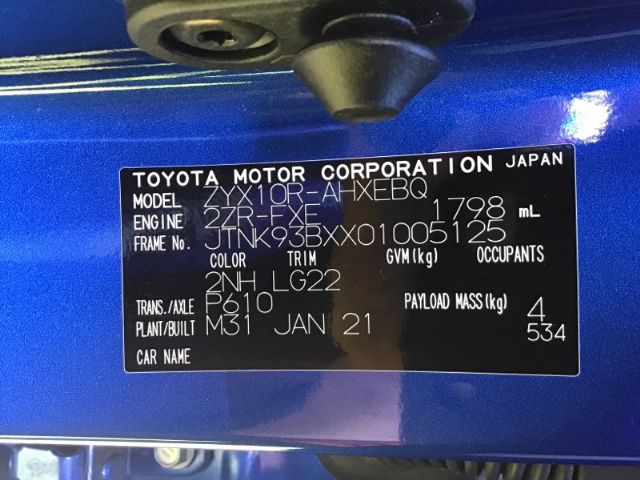 TOYOTA MOTOR CORPORATION JAPAN
MODEL ZYX10R-AHXEBQ
ENGINE 2ZR-FXE 1798 mL
FRAME No. JTNK93BXX01005125
COLOR TRIM GVM(kg) OCCUPANTS
2NH LG22
TRANS./AXLE P610 PAYLOAD MASS(kg) 4
PLANT/BUILT M31 JAN 21 534
CAR NAME